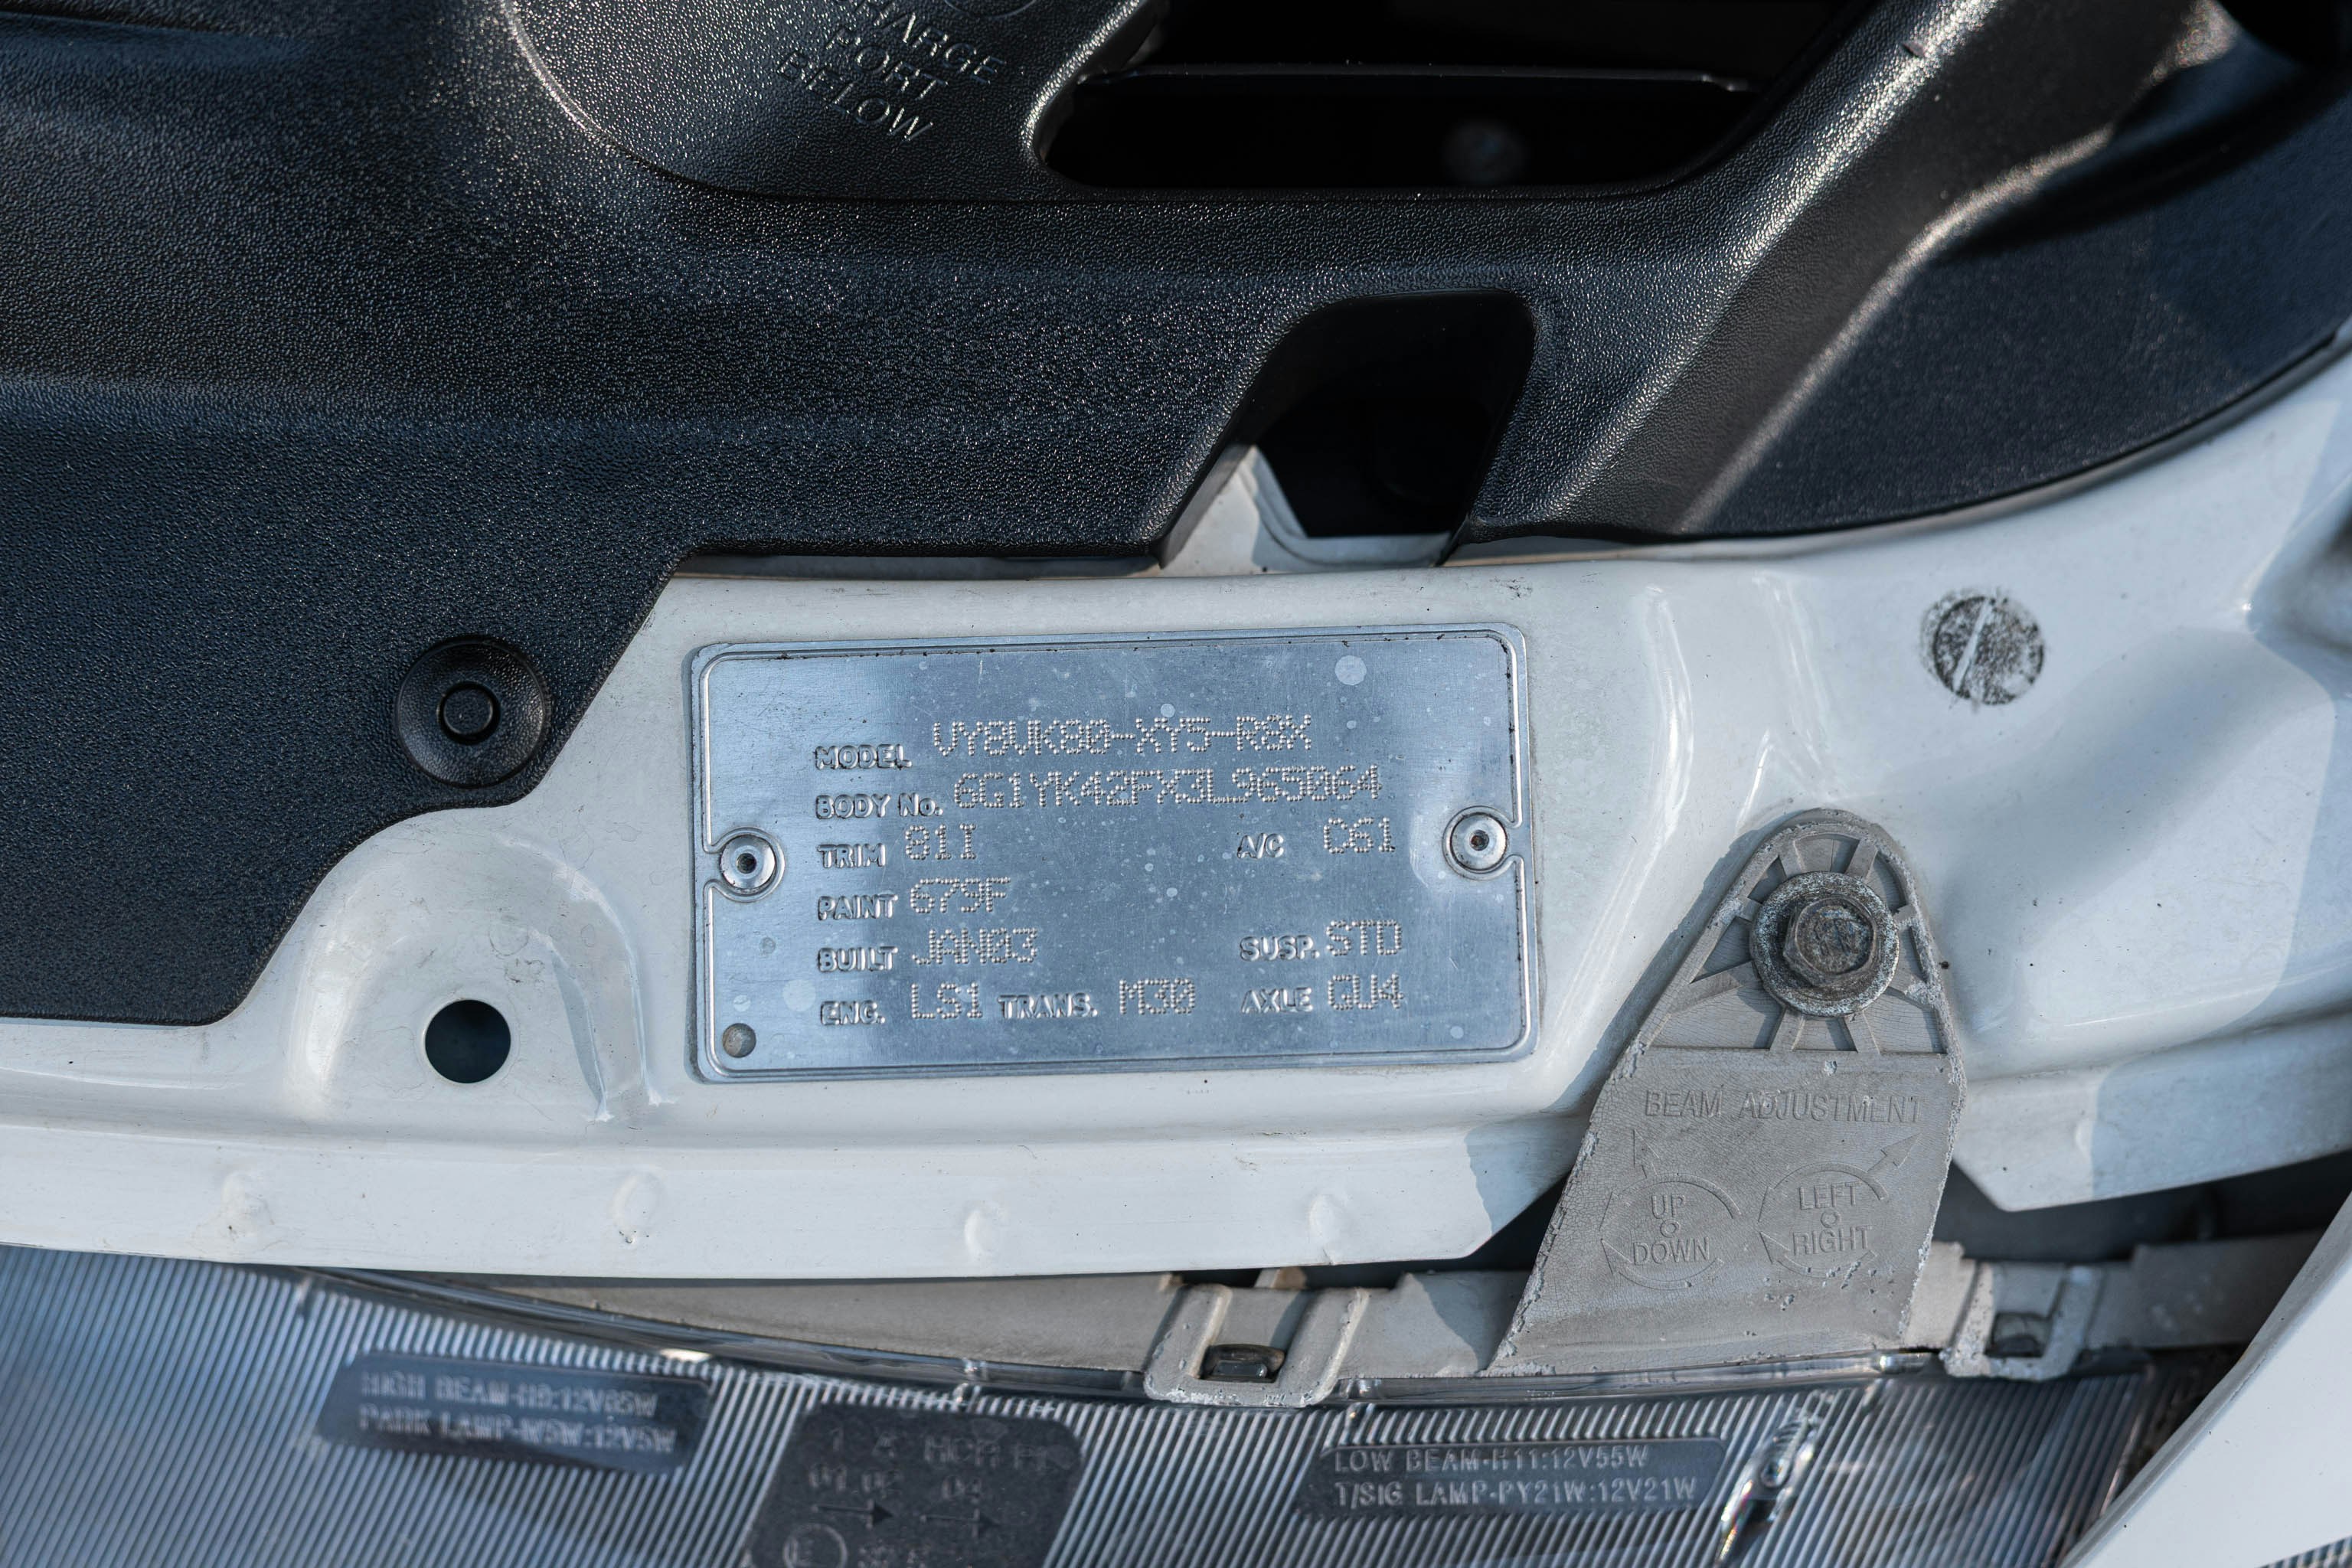 CHARGE
PORT
BELOW
MODEL VY8VK80-XY5-R8X
BODY No. 6G1YK42FX3L965064
TRIM 81I A/C C61
PAINT 679F
BUILT JAN03 SUSP. STD
ENG. LS1 TRANS. M30 AXLE GU4
BEAM ADJUSTMENT
UP
DOWN
LEFT
RIGHT
HIGH BEAM-H9:12V65W
PARK LAMP-W5W:12V5W
LOW BEAM-H11:12V55W
T/SIG LAMP-PY21W:12V21W